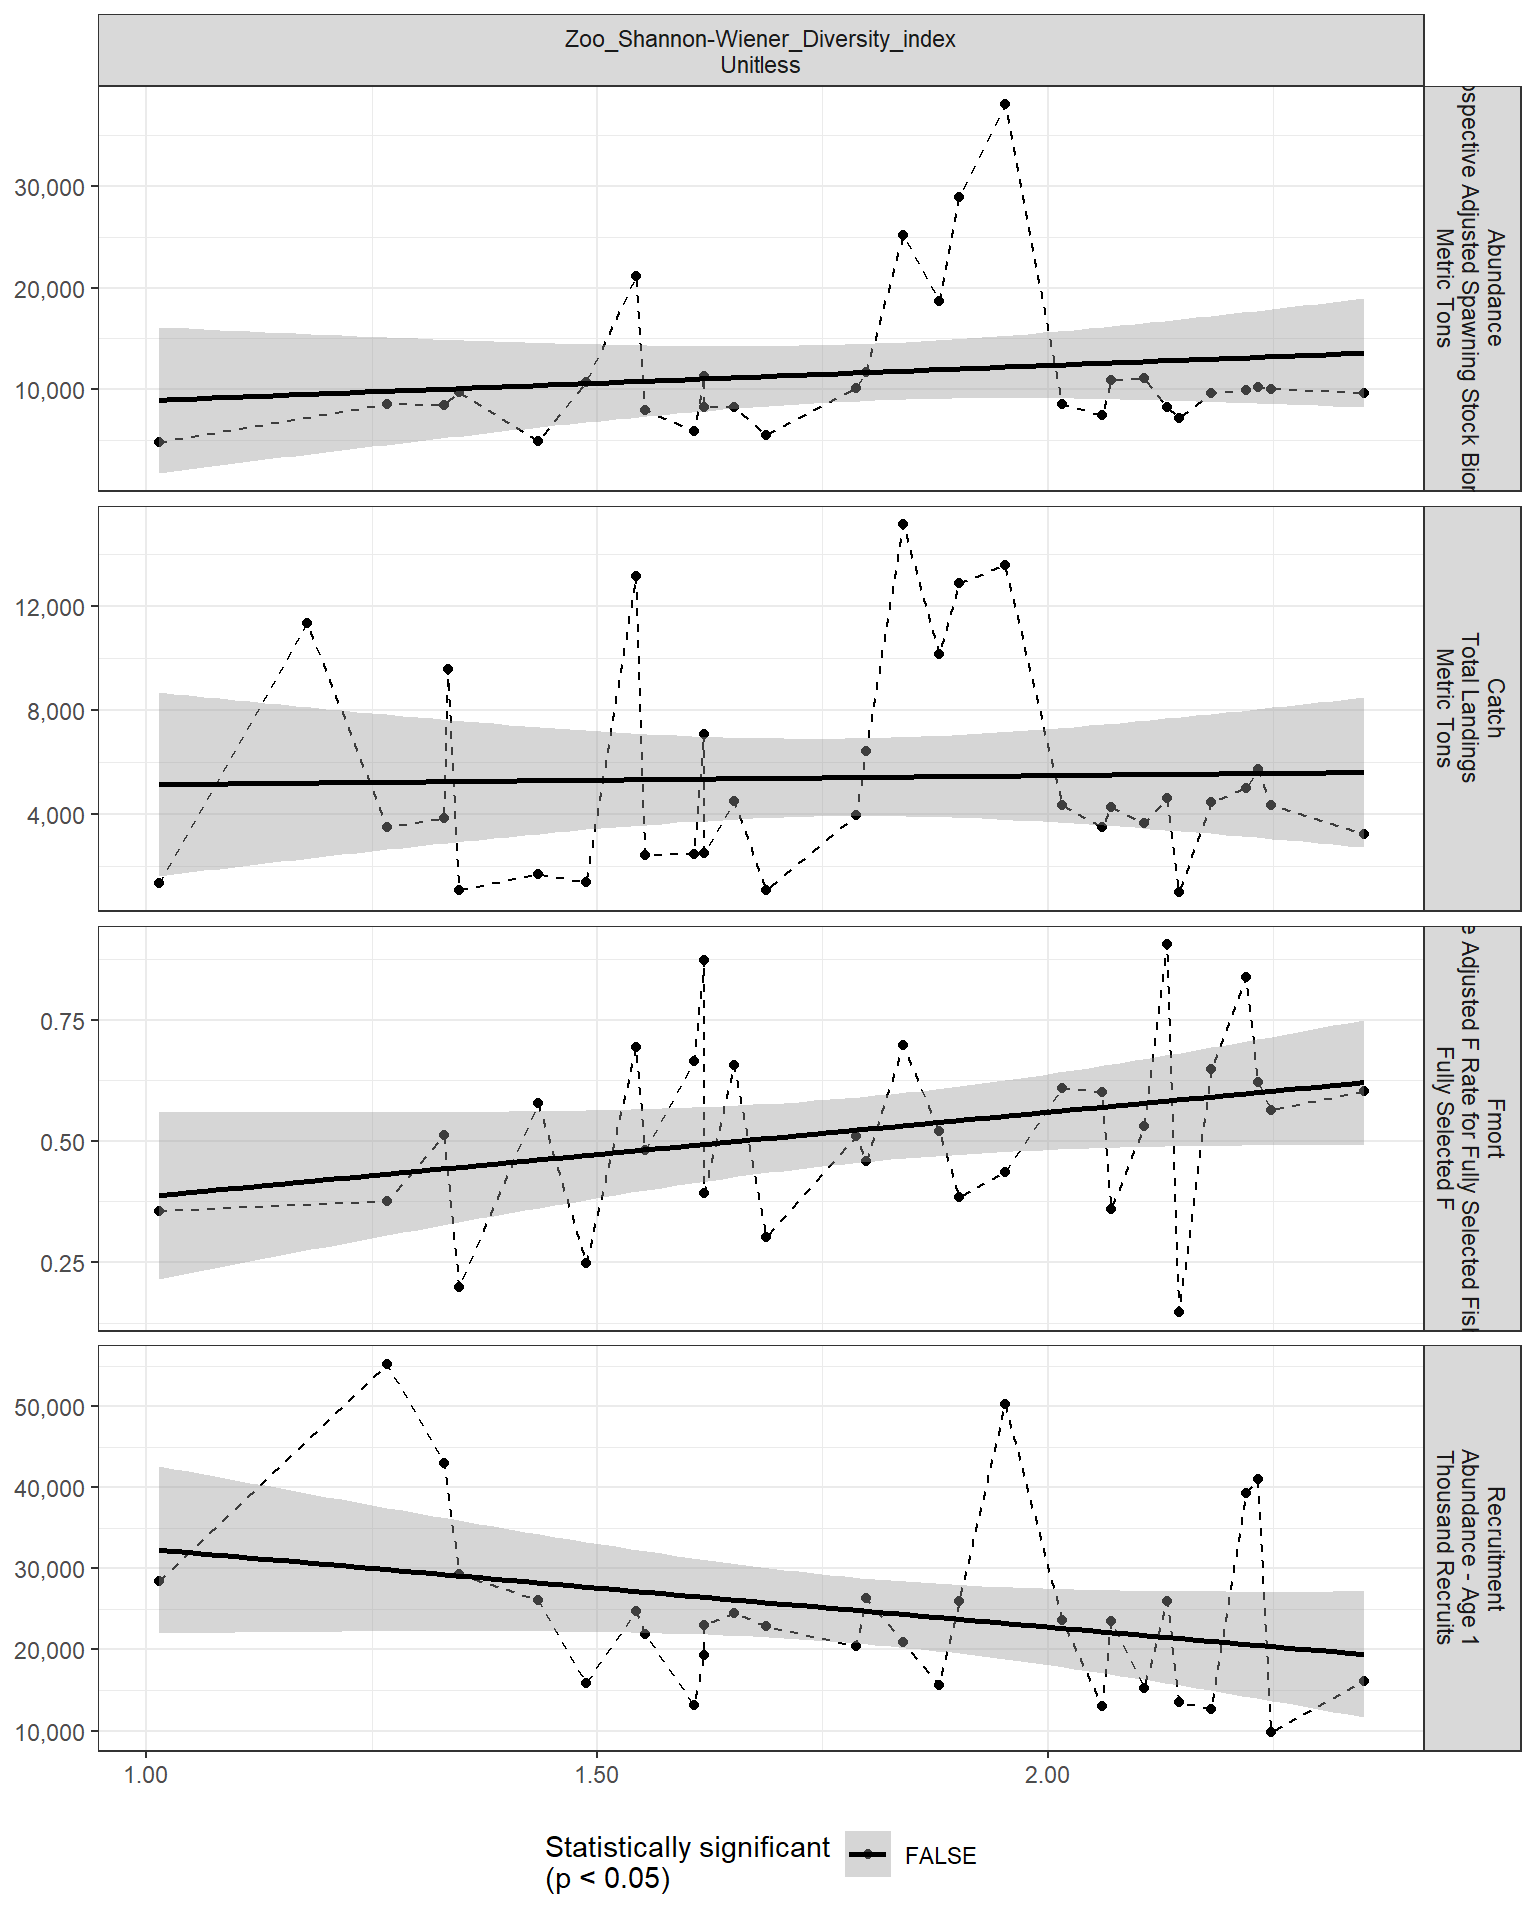 Zoo_Shannon-Wiener_Diversity_index
Unitless
30,000
20,000
10,000
Abundance
Adjusted Spawning Stock
Metric Tons
12,000
8,000
4,000
Catch
Total Landings
Metric Tons
0.75
0.50
0.25
Fmort
Adjusted F Rate for Fully Selected
Fully Selected F
50,000
40,000
30,000
20,000
10,000
Recruitment
Abundance - Age 1
Thousand Recruits
1.00
1.50
2.00
Statistically significant
(p < 0.05)
FALSE